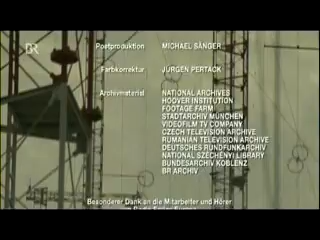 BR
Postproduktion MICHAEL SÄNGER
Farbkorrektur JÜRGEN PERTACK
Archivmaterial NATIONAL ARCHIVES
HOOVER INSTITUTION
FOOTAGE FARM
STADTARCHIV MÜNCHEN
VIDEOFILM TV COMPANY
CZECH TELEVISION ARCHIVE
RUMANIAN TELEVISION ARCHIVE
DEUTSCHES RUNDFUNKARCHIV
NATIONAL SZECHENYI LIBRARY
BUNDESARCHIV KOBLENZ
BR ARCHIV
Besonderer Dank an die Mitarbeiter und Hörer